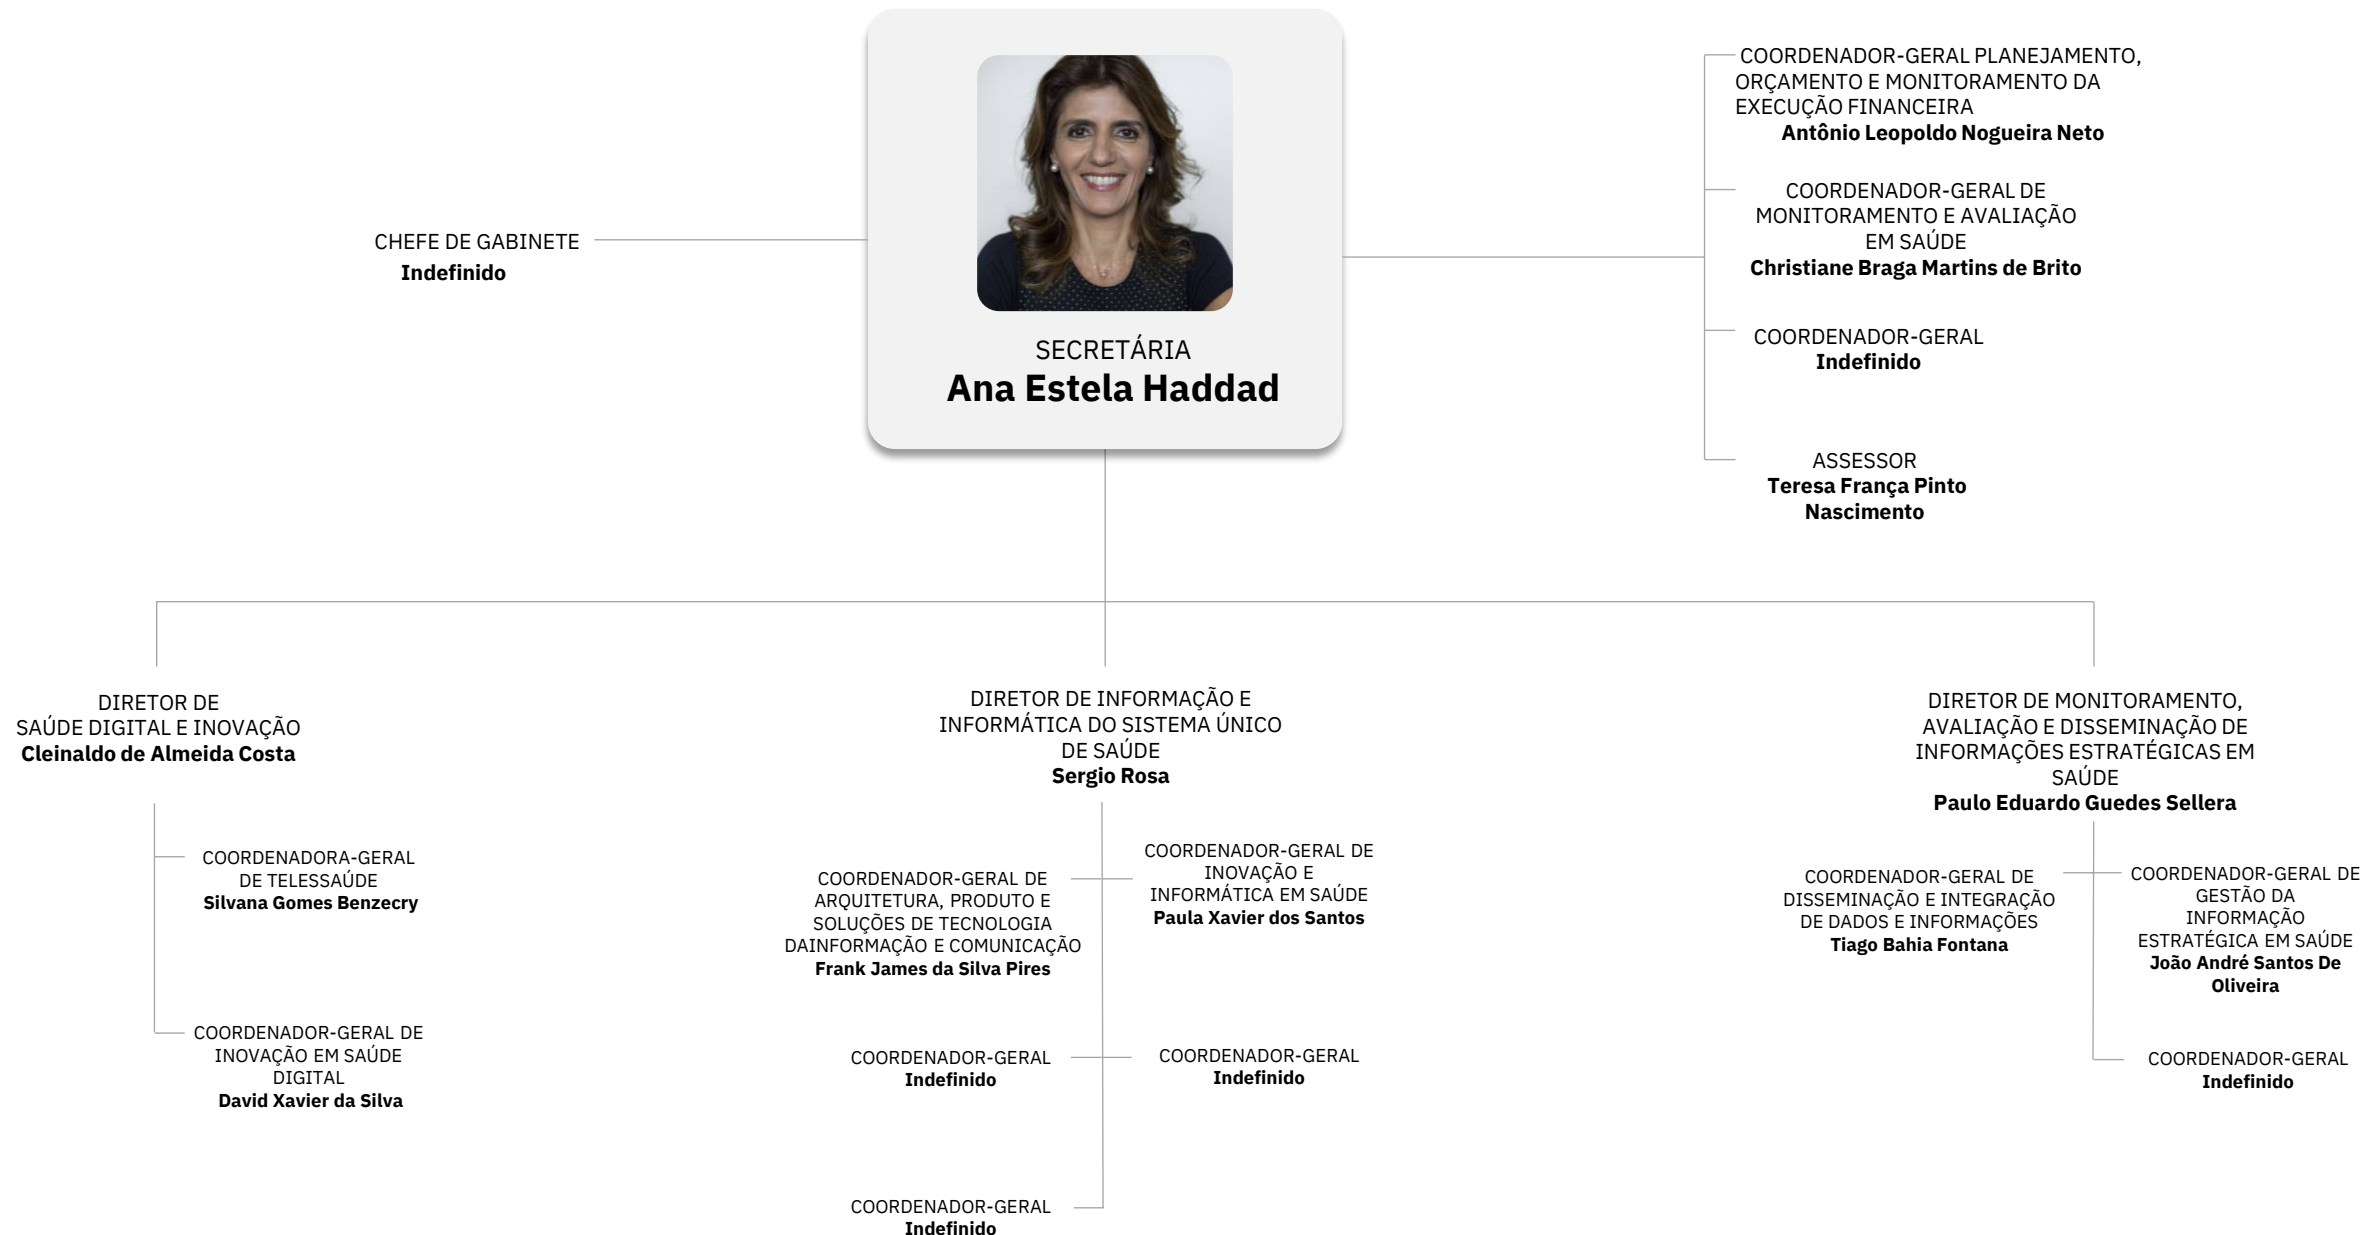 CHEFE DE GABINETE
Indefinido
SECRETÁRIA
Ana Estela Haddad
COORDENADOR-GERAL PLANEJAMENTO,
ORÇAMENTO E MONITORAMENTO DA
EXECUÇÃO FINANCEIRA
Antônio Leopoldo Nogueira Neto
COORDENADOR-GERAL DE
MONITORAMENTO E AVALIAÇÃO
EM SAÚDE
Christiane Braga Martins de Brito
COORDENADOR-GERAL
Indefinido
ASSESSOR
Teresa França Pinto
Nascimento
DIRETOR DE
SAÚDE DIGITAL E INOVAÇÃO
Cleinaldo de Almeida Costa
COORDENADORA-GERAL
DE TELESSAÚDE
Silvana Gomes Benzecry
COORDENADOR-GERAL DE
INOVAÇÃO EM SAÚDE
DIGITAL
David Xavier da Silva
DIRETOR DE INFORMAÇÃO E
INFORMÁTICA DO SISTEMA ÚNICO
DE SAÚDE
Sergio Rosa
COORDENADOR-GERAL DE
ARQUITETURA, PRODUTO E
SOLUÇÕES DE TECNOLOGIA
DAINFORMAÇÃO E COMUNICAÇÃO
Frank James da Silva Pires
COORDENADOR-GERAL DE
INOVAÇÃO E
INFORMÁTICA EM SAÚDE
Paula Xavier dos Santos
COORDENADOR-GERAL
Indefinido
COORDENADOR-GERAL
Indefinido
COORDENADOR-GERAL
Indefinido
DIRETOR DE MONITORAMENTO,
AVALIAÇÃO E DISSEMINAÇÃO DE
INFORMAÇÕES ESTRATÉGICAS EM
SAÚDE
Paulo Eduardo Guedes Sellera
COORDENADOR-GERAL DE
DISSEMINAÇÃO E INTEGRAÇÃO
DE DADOS E INFORMAÇÕES
Tiago Bahia Fontana
COORDENADOR-GERAL DE
GESTÃO DA
INFORMAÇÃO
ESTRATÉGICA EM SAÚDE
João André Santos De
Oliveira
COORDENADOR-GERAL
Indefinido